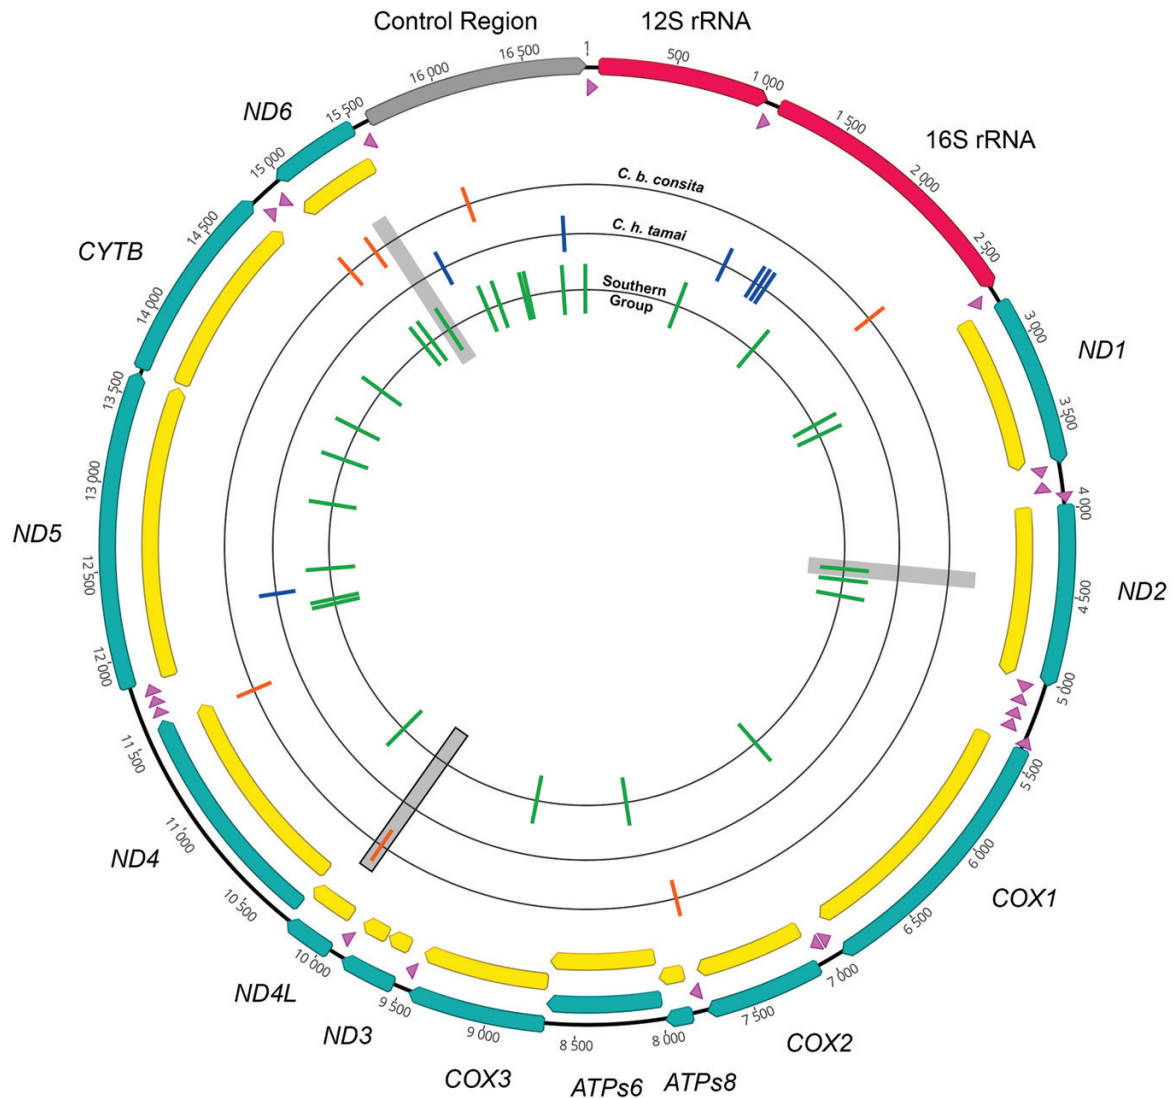 Control Region
12S rRNA
16S rRNA
ND1
ND2
COX1
COX2
ATPs8
ATPs6
COX3
ND3
ND4L
ND4
ND5
CYTB
ND6
1
500
1 000
1 500
2 000
2 500
3 000
3 500
4 000
4 500
5 000
5 500
6 000
6 500
7 000
7 500
8 000
8 500
9 000
9 500
10 000
10 500
11 000
11 500
12 000
12 500
13 000
13 500
14 000
14 500
15 000
15 500
16 000
16 500
C. b. consita
C. h. tamai
Southern
Group